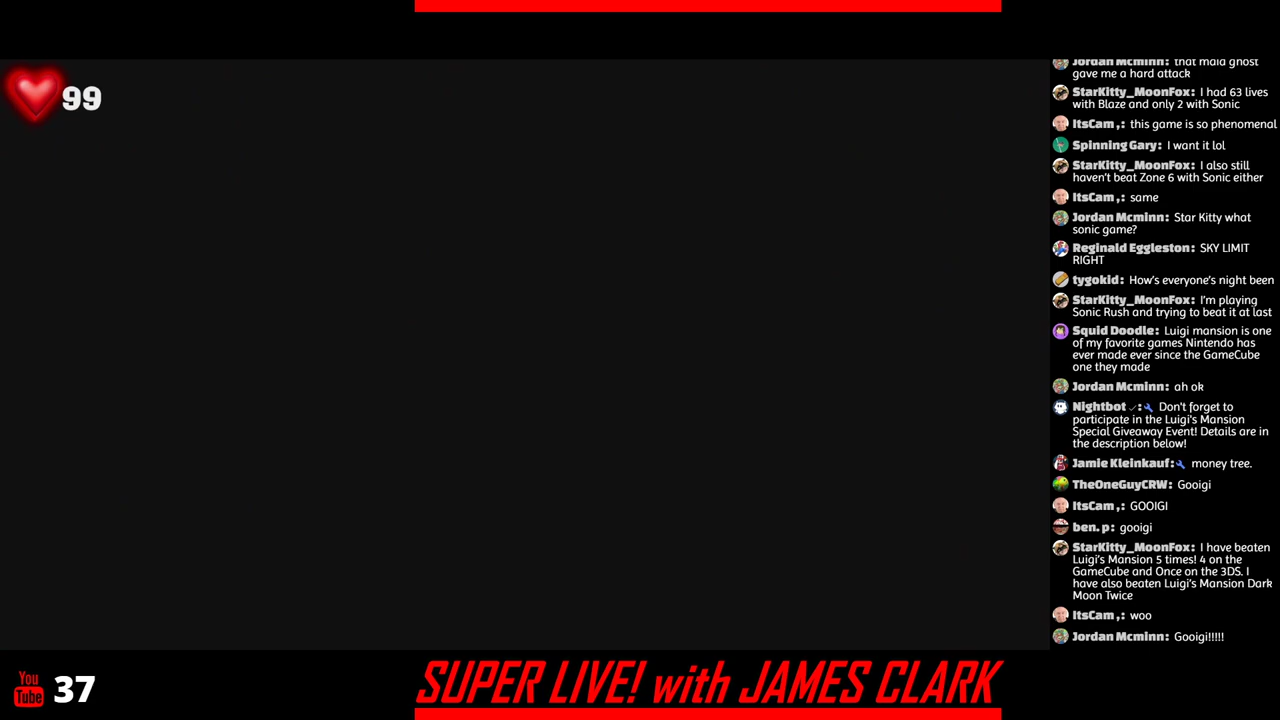 99
Jordan Mcminn: that maid ghost
gave me a hard attack
StarKitty_MoonFox: I had 63 lives
with Blaze and only 2 with Sonic
ItsCam ,: this game is so phenomenal
Spinning Gary: I want it lol
StarKitty_MoonFox: I also still
haven't beat Zone 6 with Sonic either
ItsCam ,: same
Jordan Mcminn: Star Kitty what
sonic game?
Reginald Eggleston: SKY LIMIT
RIGHT
tygokid: How's everyone's night been
StarKitty_MoonFox: I'm playing
Sonic Rush and trying to beat it at last
Squid Doodle: Luigi mansion is one
of my favorite games Nintendo has
ever made ever since the GameCube
one they made
Jordan Mcminn: ah ok
Nightbot ✓: Don't forget to
participate in the Luigi's Mansion
Special Giveaway Event! Details are in
the description below!
Jamie Kleinkauf: money tree.
TheOneGuyCRW: Gooigi
ItsCam ,: GOOIGI
ben. p: gooigi
StarKitty_MoonFox: I have beaten
Luigi's Mansion 5 times! 4 on the
GameCube and Once on the 3DS. I
have also beaten Luigi's Mansion Dark
Moon Twice
ItsCam ,: woo
Jordan Mcminn: Gooigi!!!!!
You
Tube
37
SUPER LIVE! with JAMES CLARK